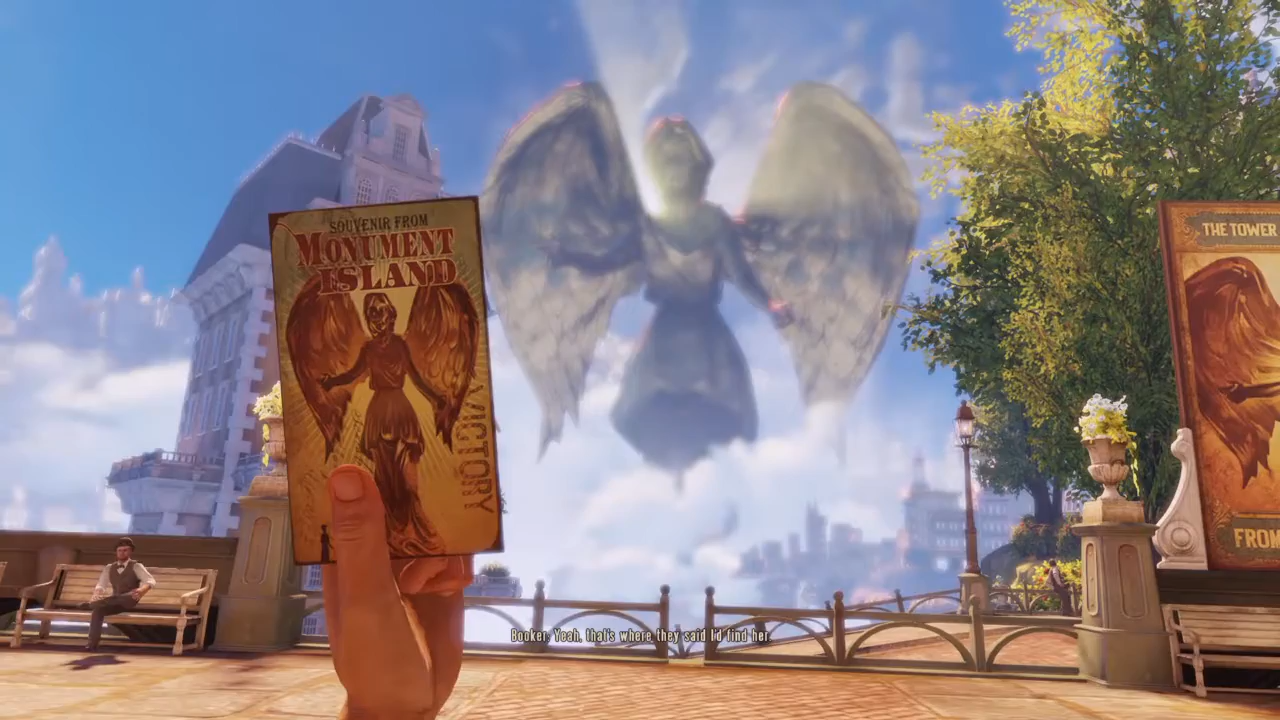 SOUVENIR FROM
MONUMENT
ISLAND
VICTORY
THE TOWER
FROM
Booker: Yeah, that's where they said I'd find her.